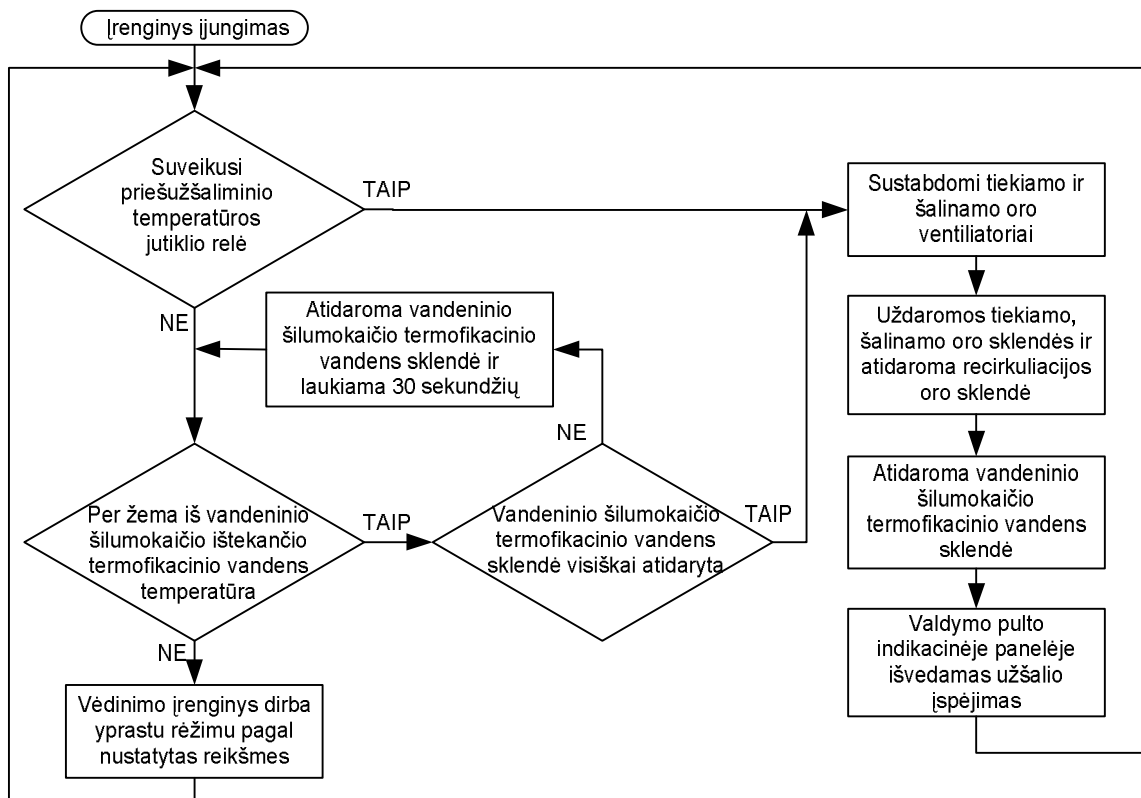 Įrenginys įjungimas
Suveikusi
priešužšaliminio
temperatūros
jutiklio relė
TAIP
NE
Sustabdomi tiekiamo ir
šalinamo oro
ventiliatoriai
Atidaroma vandeninio
šilumokaičio termofikacinio
vandens sklendė ir
laukiama 30 sekundžių
Uždaromos tiekiamo,
šalinamo oro sklendės ir
atidaroma recirkuliacijos
oro sklendė
NE
Per žema iš vandeninio
šilumokaičio ištekančio
termofikacinio vandens
temperatūra
TAIP
NE
Vandeninio šilumokaičio
termofikacinio vandens
sklendė visiškai atidaryta
TAIP
Atidaroma vandeninio
šilumokaičio
termofikacinio vandens
sklendė
Valdymo pulto
indikacinėje panelėje
išvedamas užšalio
įspėjimas
Vėdinimo įrenginys dirba
yprastu rėžimu pagal
nustatytas reikšmes